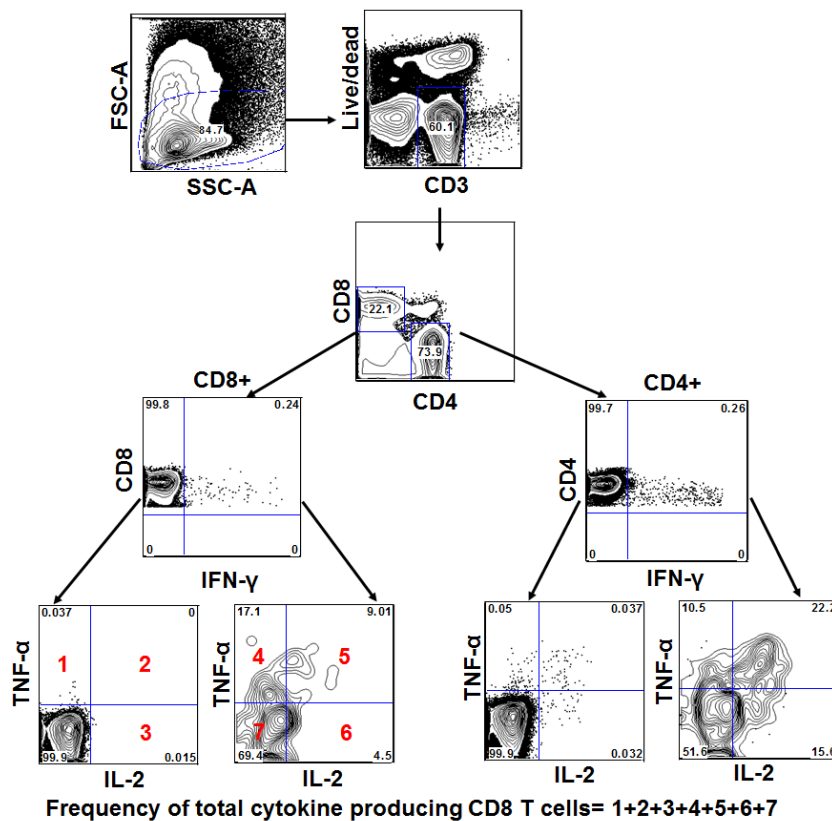 FSC-A
84.7
SSC-A
Live/dead
60.1
CD3
CD8
22.1
73.9
CD4
CD8+
99.8 0.24
CD8
0 0
IFN-γ
CD4+
99.7 0.26
CD4
0 0
IFN-γ
0.037 0
TNF-α
1 2
3
99.9 0.015
IL-2
17.1 9.01
TNF-α
4 5
7 6
69.4 4.5
IL-2
0.05 0.037
TNF-α
99.9 0.032
IL-2
10.5 22.2
TNF-α
51.6 15.6
IL-2
Frequency of total cytokine producing CD8 T cells= 1+2+3+4+5+6+7